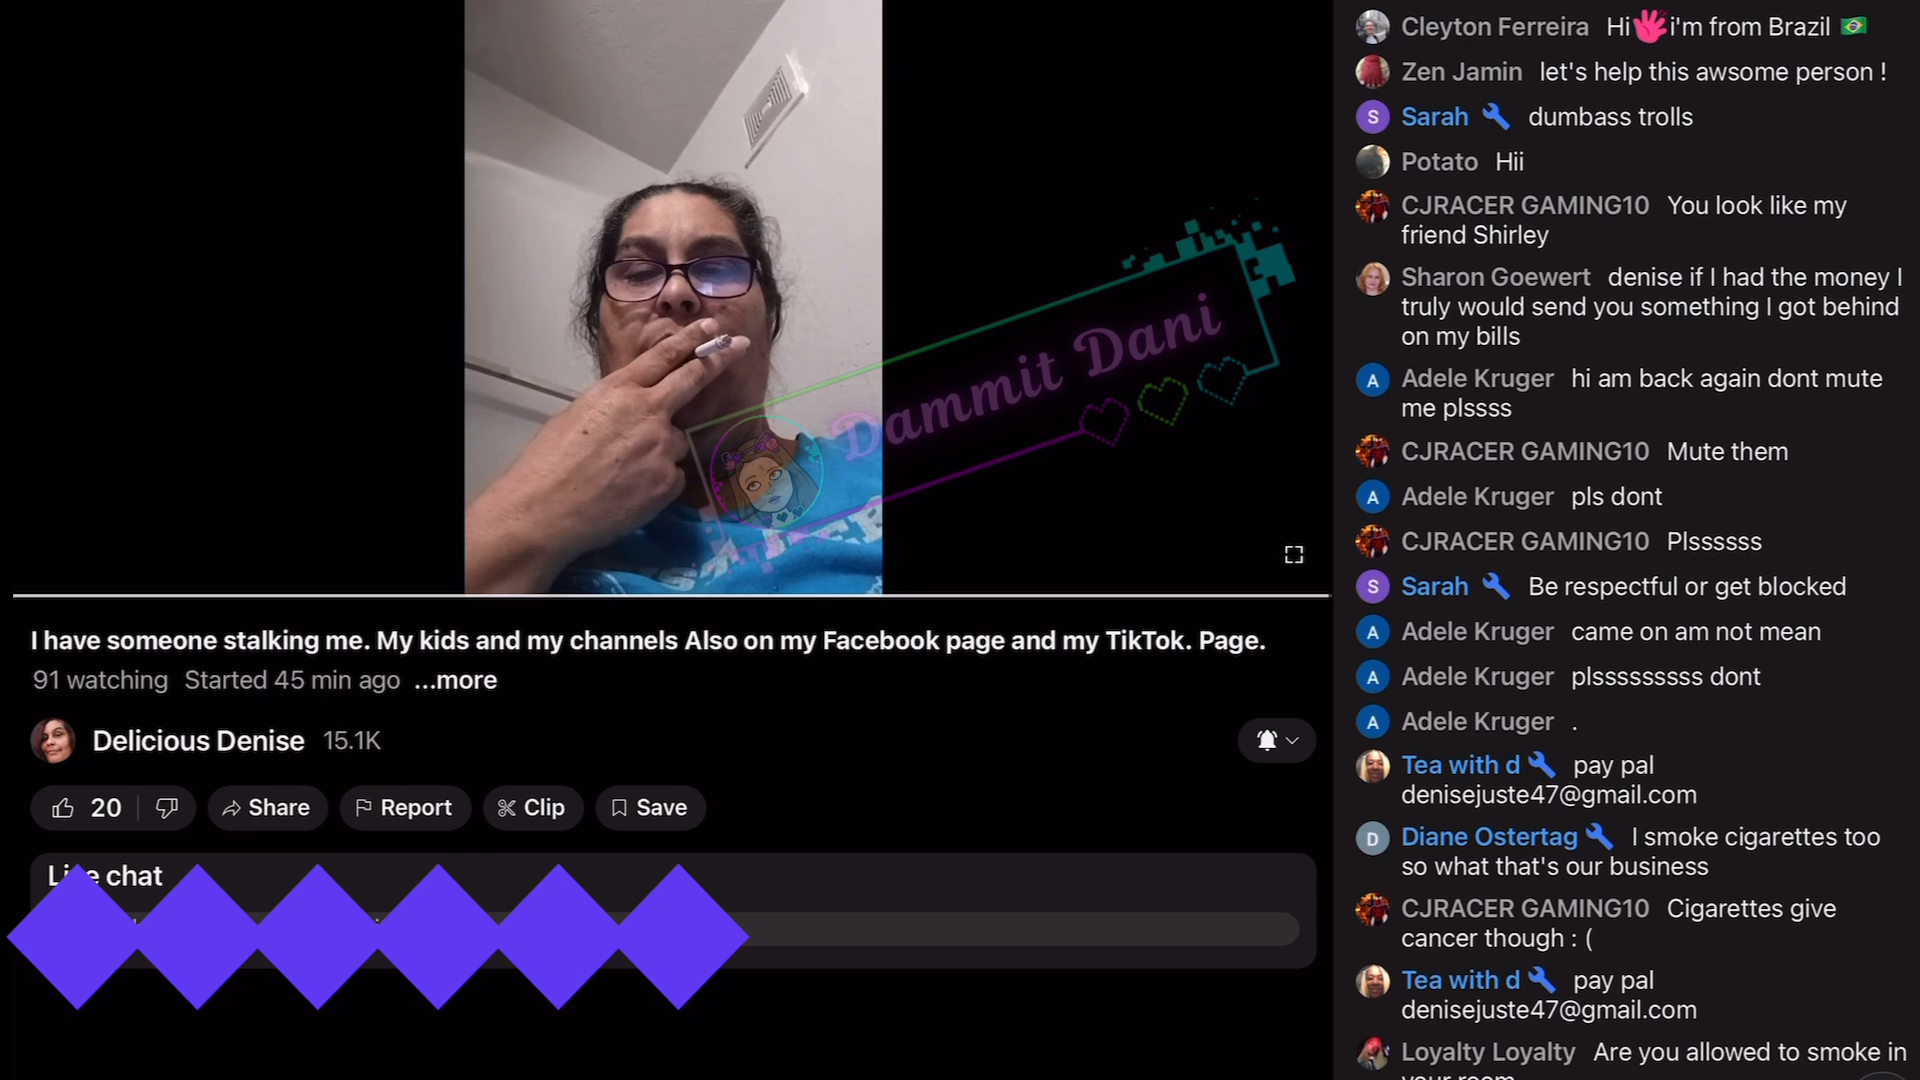 Dammit Dani
I have someone stalking me. My kids and my channels Also on my Facebook page and my TikTok. Page.
91 watching Started 45 min ago ...more
Delicious Denise 15.1K
20 Share Report Clip Save
Live chat
Cleyton Ferreira Hi👋i'm from Brazil 🇧🇷
Zen Jamin let's help this awsome person !
S Sarah dumbass trolls
Potato Hii
CJRACER GAMING10 You look like my
friend Shirley
Sharon Goewert denise if I had the money I
truly would send you something I got behind
on my bills
A Adele Kruger hi am back again dont mute
me plssss
CJRACER GAMING10 Mute them
A Adele Kruger pls dont
CJRACER GAMING10 Plssssss
S Sarah Be respectful or get blocked
A Adele Kruger came on am not mean
A Adele Kruger plsssssssss dont
A Adele Kruger .
Tea with d pay pal
denisejuste47@gmail.com
D Diane Ostertag I smoke cigarettes too
so what that's our business
CJRACER GAMING10 Cigarettes give
cancer though : (
Tea with d pay pal
denisejuste47@gmail.com
Loyalty Loyalty Are you allowed to smoke in
your room